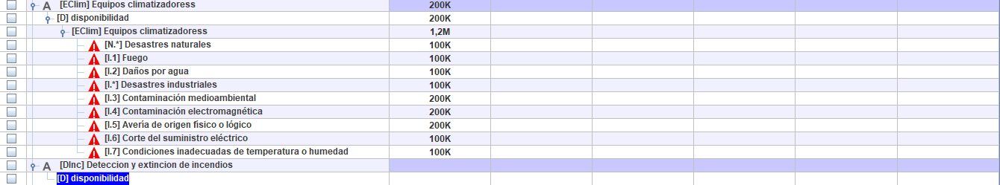 [EClim] Equipos climatizadoress 200K
[D] disponibilidad 200K
[EClim] Equipos climatizadoress 1,2M
[N.*] Desastres naturales 100K
[I.1] Fuego 100K
[I.2] Daños por agua 100K
[I.*] Desastres industriales 100K
[I.3] Contaminación medioambiental 200K
[I.4] Contaminación electromagnética 200K
[I.5] Avería de origen físico o lógico 200K
[I.6] Corte del suministro eléctrico 100K
[I.7] Condiciones inadecuadas de temperatura o humedad 100K
[DInc] Deteccion y extincion de incendios
[D] disponibilidad